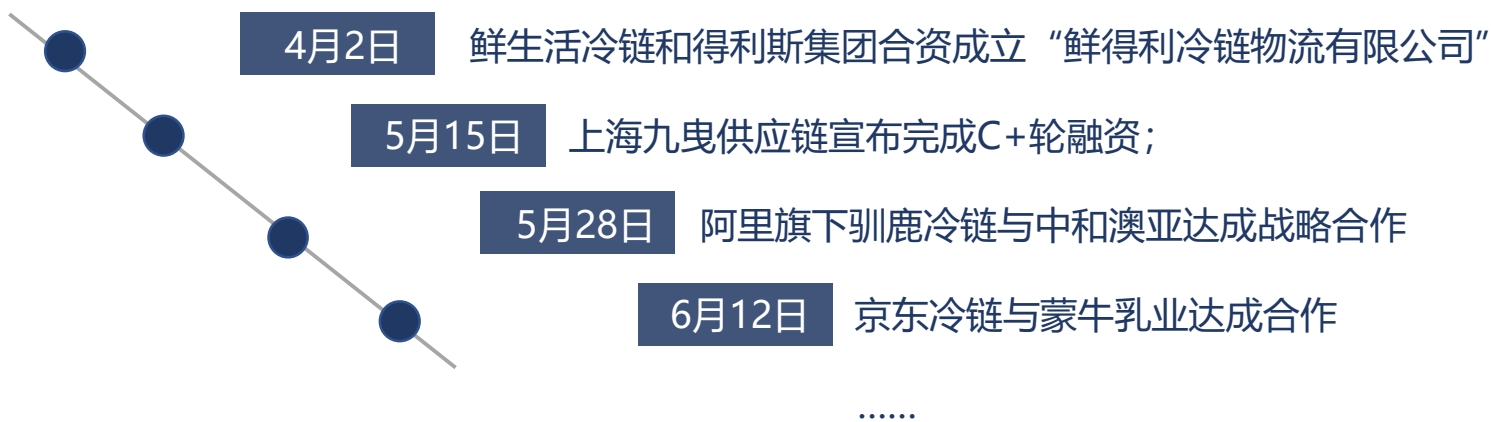 4月2日 鲜生活冷链和得利斯集团合资成立“鲜得利冷链物流有限公司”
5月15日 上海九曳供应链宣布完成C+轮融资；
5月28日 阿里旗下驯鹿冷链与中和澳亚达成战略合作
6月12日 京东冷链与蒙牛乳业达成合作
……